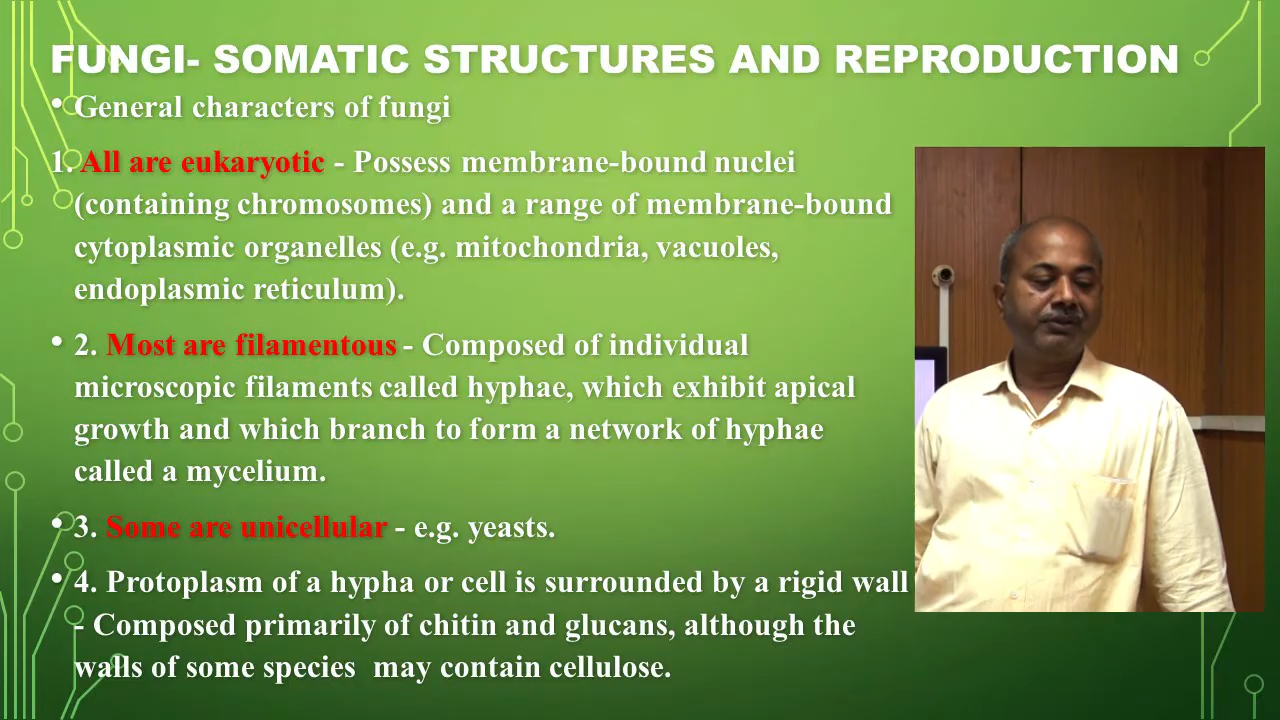 FUNGI- SOMATIC STRUCTURES AND REPRODUCTION
• General characters of fungi
1. All are eukaryotic - Possess membrane-bound nuclei
(containing chromosomes) and a range of membrane-bound
cytoplasmic organelles (e.g. mitochondria, vacuoles,
endoplasmic reticulum).
• 2. Most are filamentous - Composed of individual
microscopic filaments called hyphae, which exhibit apical
growth and which branch to form a network of hyphae
called a mycelium.
• 3. Some are unicellular - e.g. yeasts.
• 4. Protoplasm of a hypha or cell is surrounded by a rigid wall
- Composed primarily of chitin and glucans, although the
walls of some species may contain cellulose.